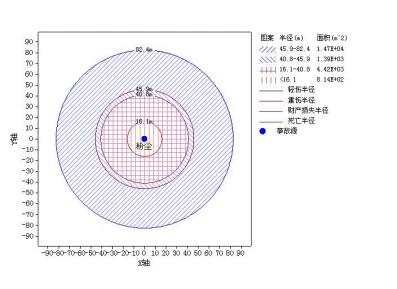 图案 半径(m) 面积(m^2)
45.9-82.4 1.47E+04
40.8-45.9 1.39E+03
16.1-40.8 4.42E+03
<16.1 8.14E+02
轻伤半径
重伤半径
财产损失半径
死亡半径
事故源
82.4m
45.9m
40.8m
16.1m
粉尘
Y轴
90
80
70
60
50
40
30
20
10
0
-10
-20
-30
-40
-50
-60
-70
-80
-90
-90 -80 -70 -60 -50 -40 -30 -20 -10 0 10 20 30 40 50 60 70 80 90
X轴